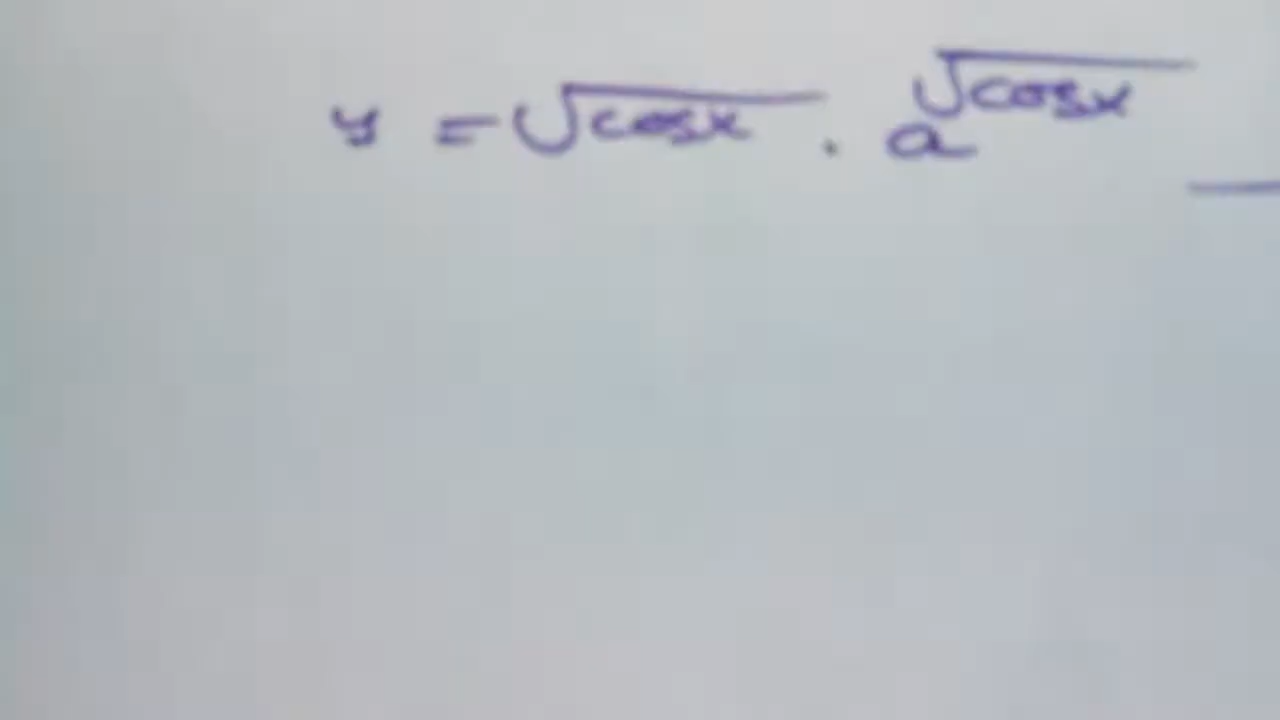 y = √cosx . a^√cosx